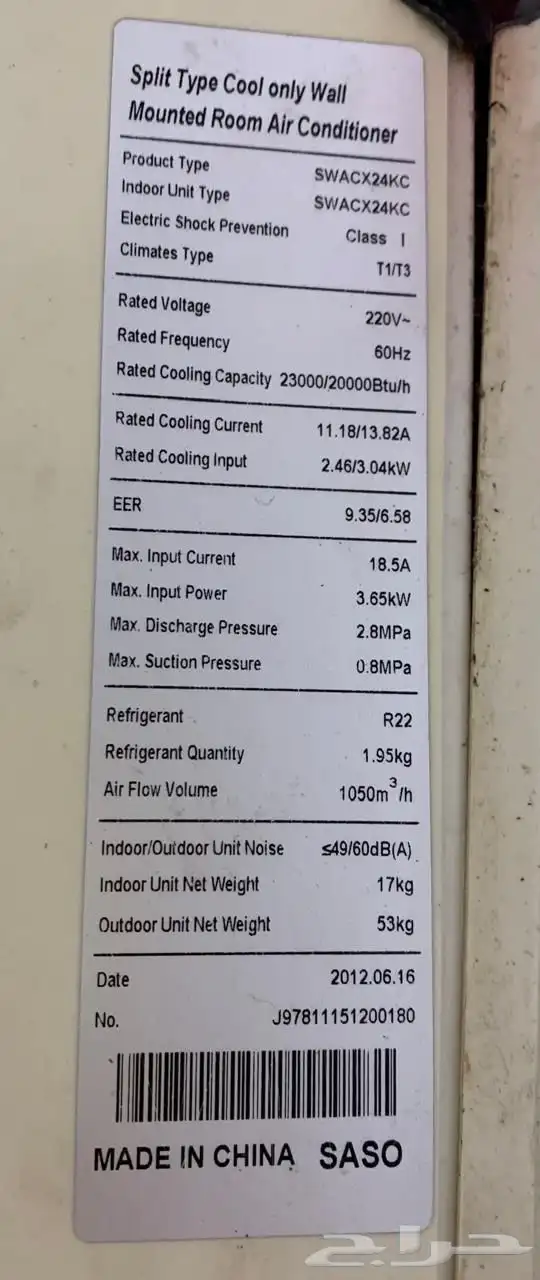 Split Type Cool only Wall
Mounted Room Air Conditioner
Product Type SWACX24KC
Indoor Unit Type SWACX24KC
Electric Shock Prevention Class I
Climates Type T1/T3
Rated Voltage 220V~
Rated Frequency 60Hz
Rated Cooling Capacity 23000/20000Btu/h
Rated Cooling Current 11.18/13.82A
Rated Cooling Input 2.46/3.04kW
EER 9.35/6.58
Max. Input Current 18.5A
Max. Input Power 3.65kW
Max. Discharge Pressure 2.8MPa
Max. Suction Pressure 0.8MPa
Refrigerant R22
Refrigerant Quantity 1.95kg
Air Flow Volume 1050m³/h
Indoor/Outdoor Unit Noise ≤49/60dB(A)
Indoor Unit Net Weight 17kg
Outdoor Unit Net Weight 53kg
Date 2012.06.16
No. J97811151200180
MADE IN CHINA SASO
حراج